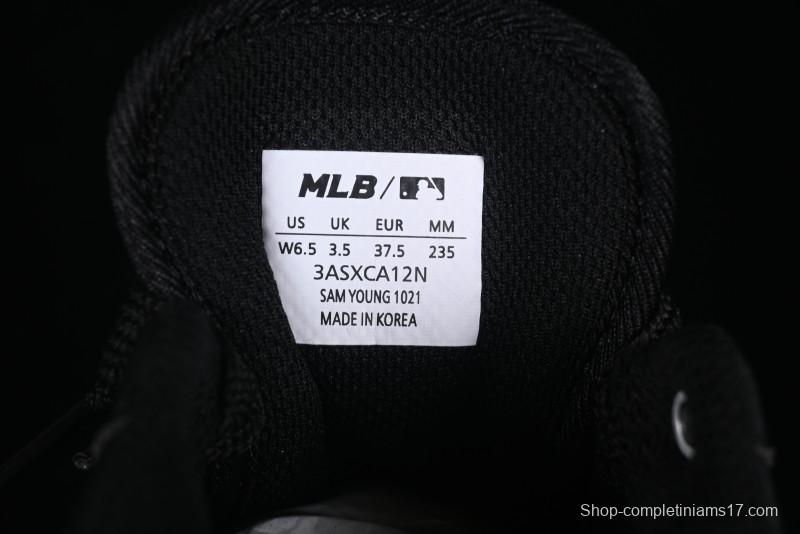 MLB /
US UK EUR MM
W6.5 3.5 37.5 235
3ASXCA12N
SAM YOUNG 1021
MADE IN KOREA
Shop-completiniams17.com